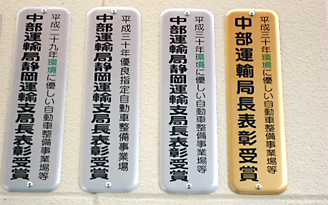 平成三十年環境に優しい自動車整備事業場等
中部運輸局長表彰受賞
平成三十年環境に優しい自動車整備事業場等
中部運輸局静岡運輸支局長表彰受賞
平成三十年優良指定自動車整備事業場
中部運輸局静岡運輸支局長表彰受賞
平成二十九年環境に優しい自動車整備事業場等
中部運輸局静岡運輸支局長表彰受賞